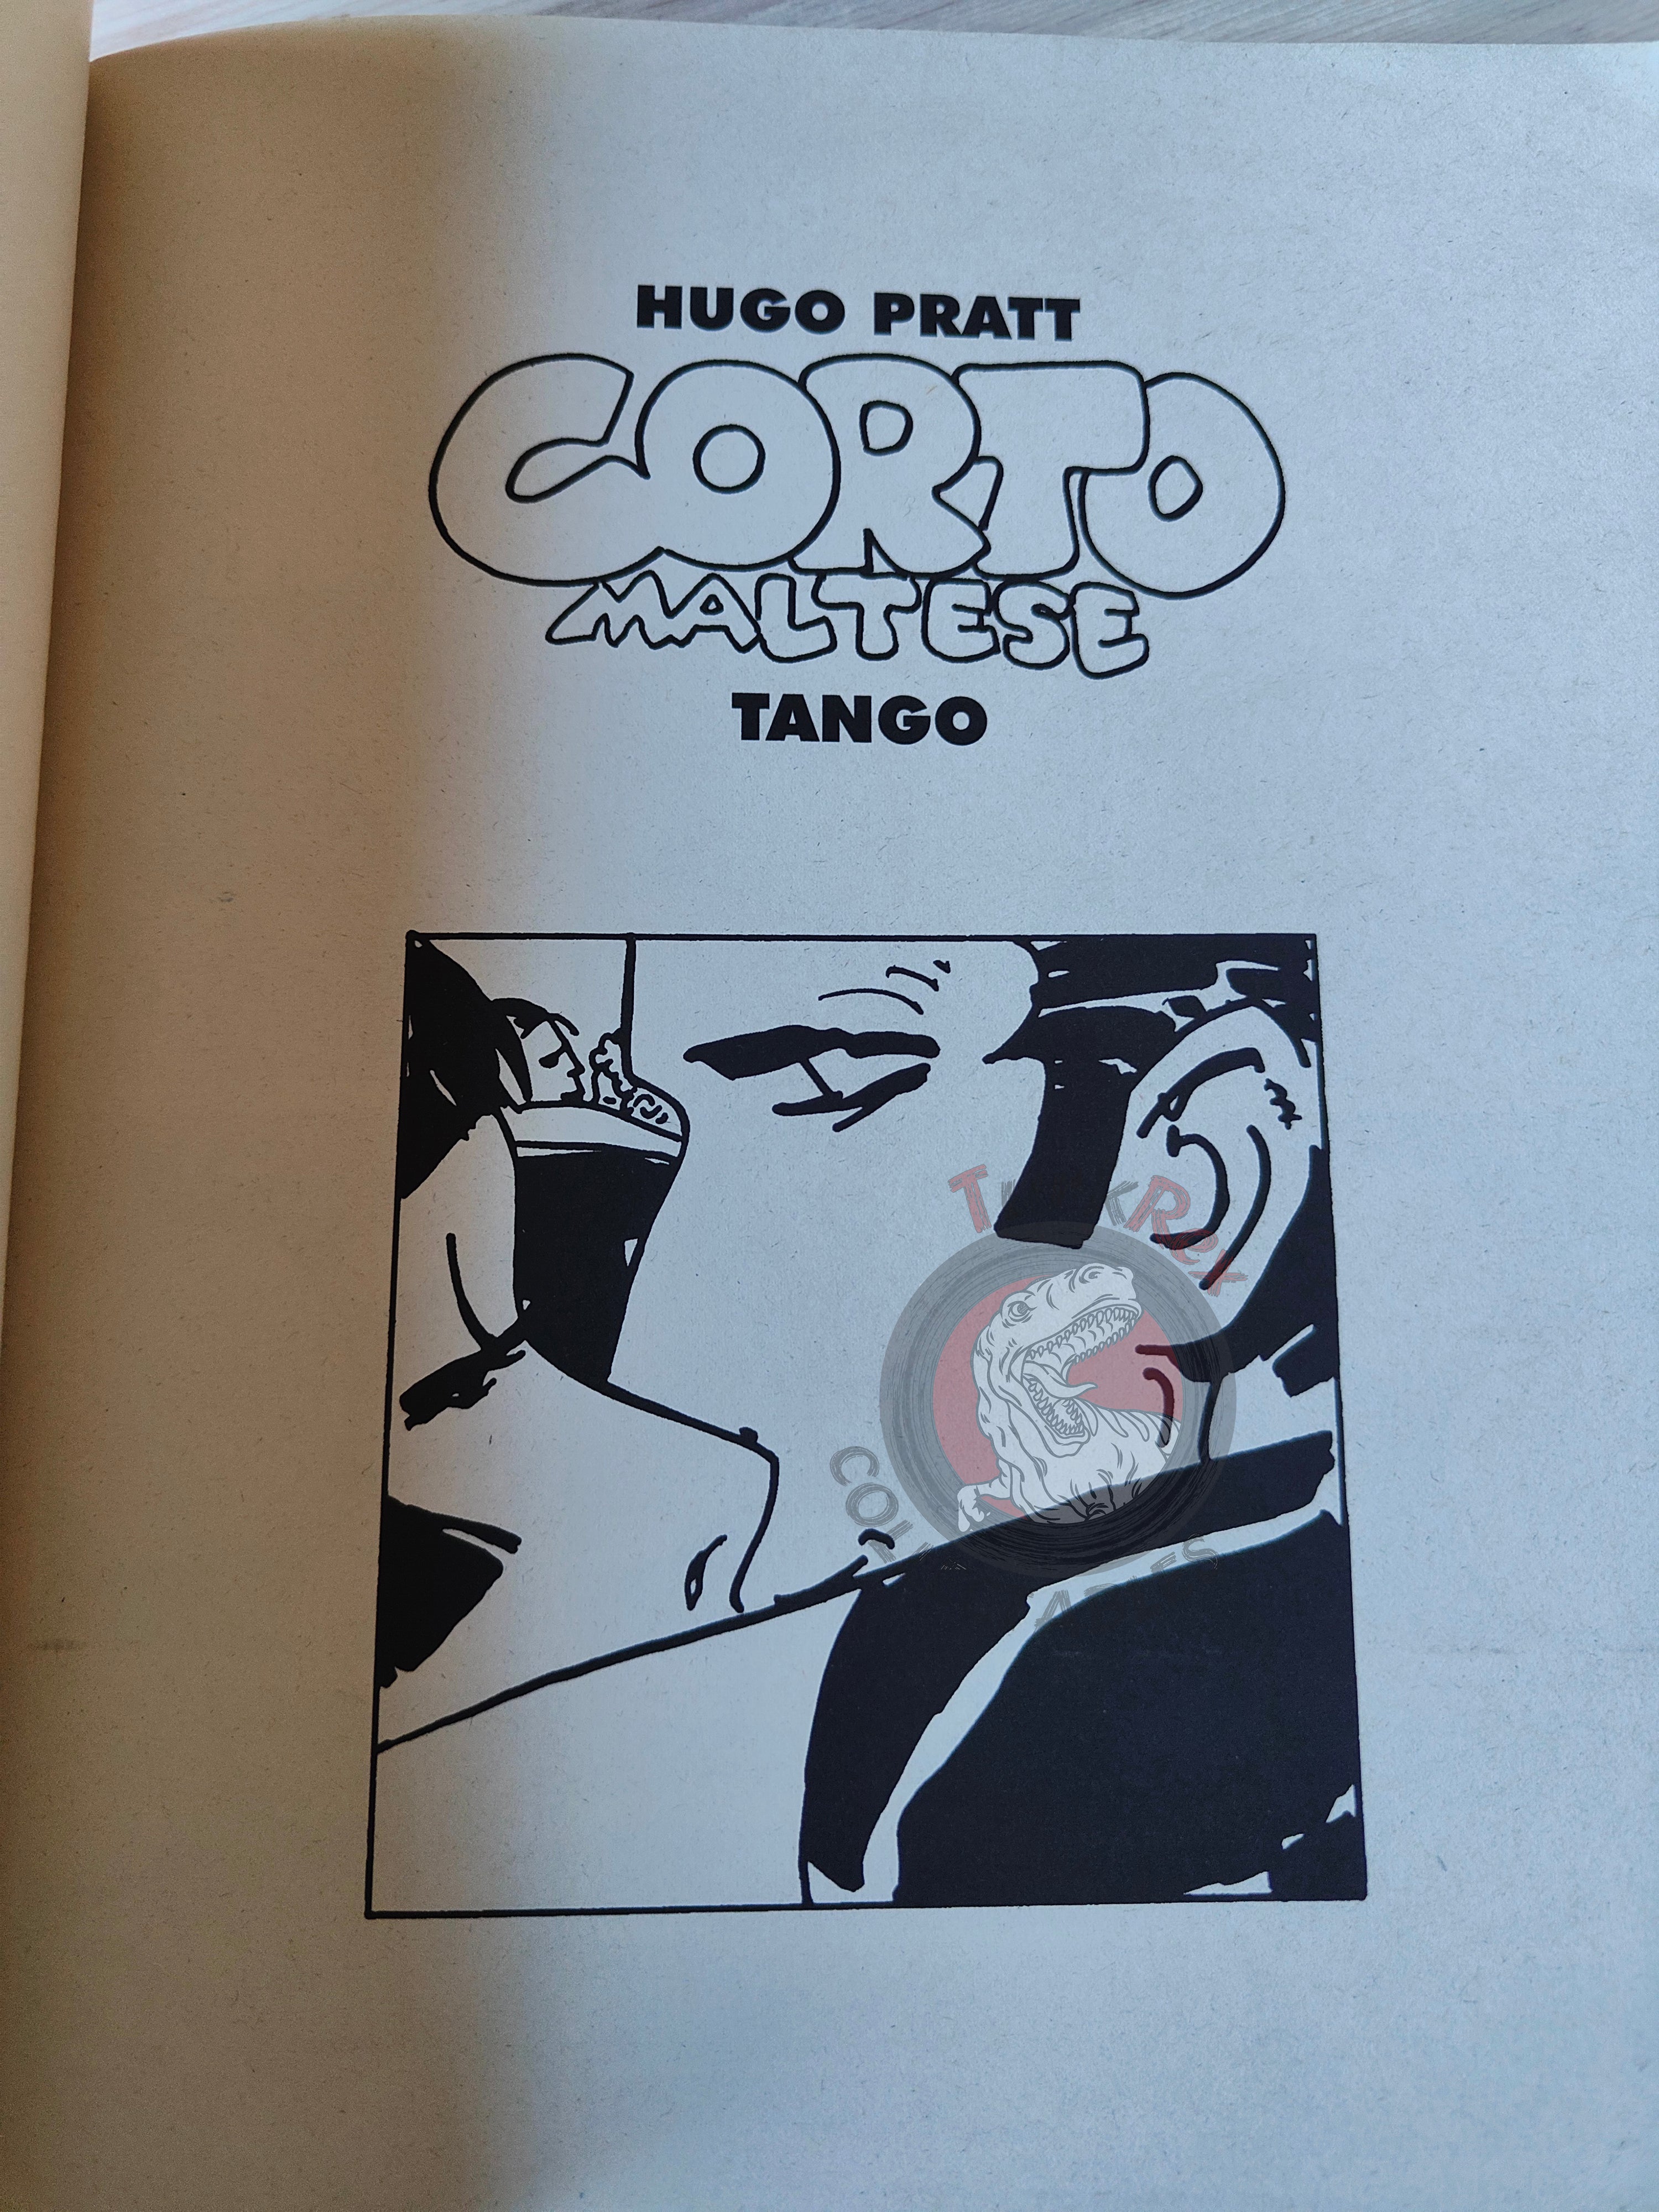 HUGO PRATT
CORTO
MALTESE
TANGO